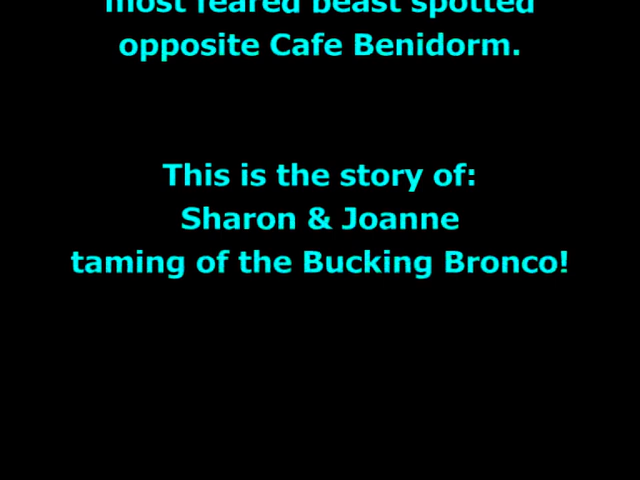 most feared beast spotted
opposite Cafe Benidorm.
This is the story of:
Sharon & Joanne
taming of the Bucking Bronco!